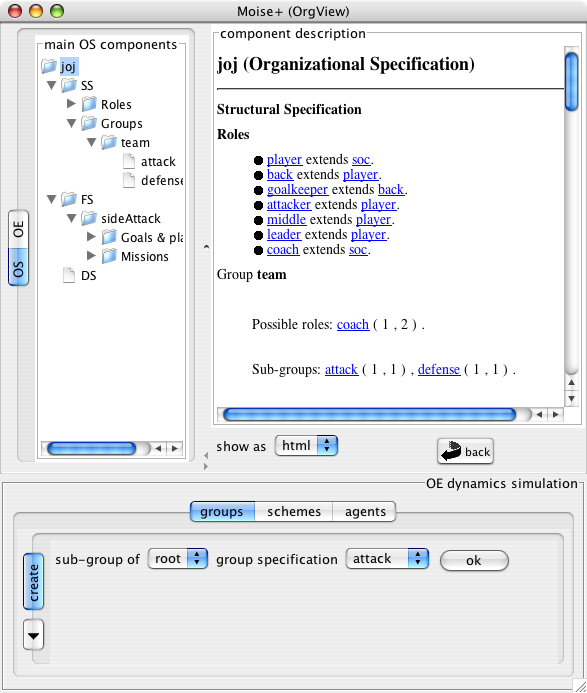 Moise+ (OrgView)
main OS components
joj
SS
Roles
Groups
team
attack
defense
FS
sideAttack
Goals & pla
Missions
DS
OE
OS
component description
joj (Organizational Specification)
Structural Specification
Roles
player extends soc.
back extends player.
goalkeeper extends back.
attacker extends player.
middle extends player.
leader extends player.
coach extends soc.
Group team
Possible roles: coach ( 1 , 2 ) .
Sub-groups: attack ( 1 , 1 ) , defense ( 1 , 1 ) .
show as html
back
OE dynamics simulation
groups schemes agents
create
sub-group of root group specification attack ok